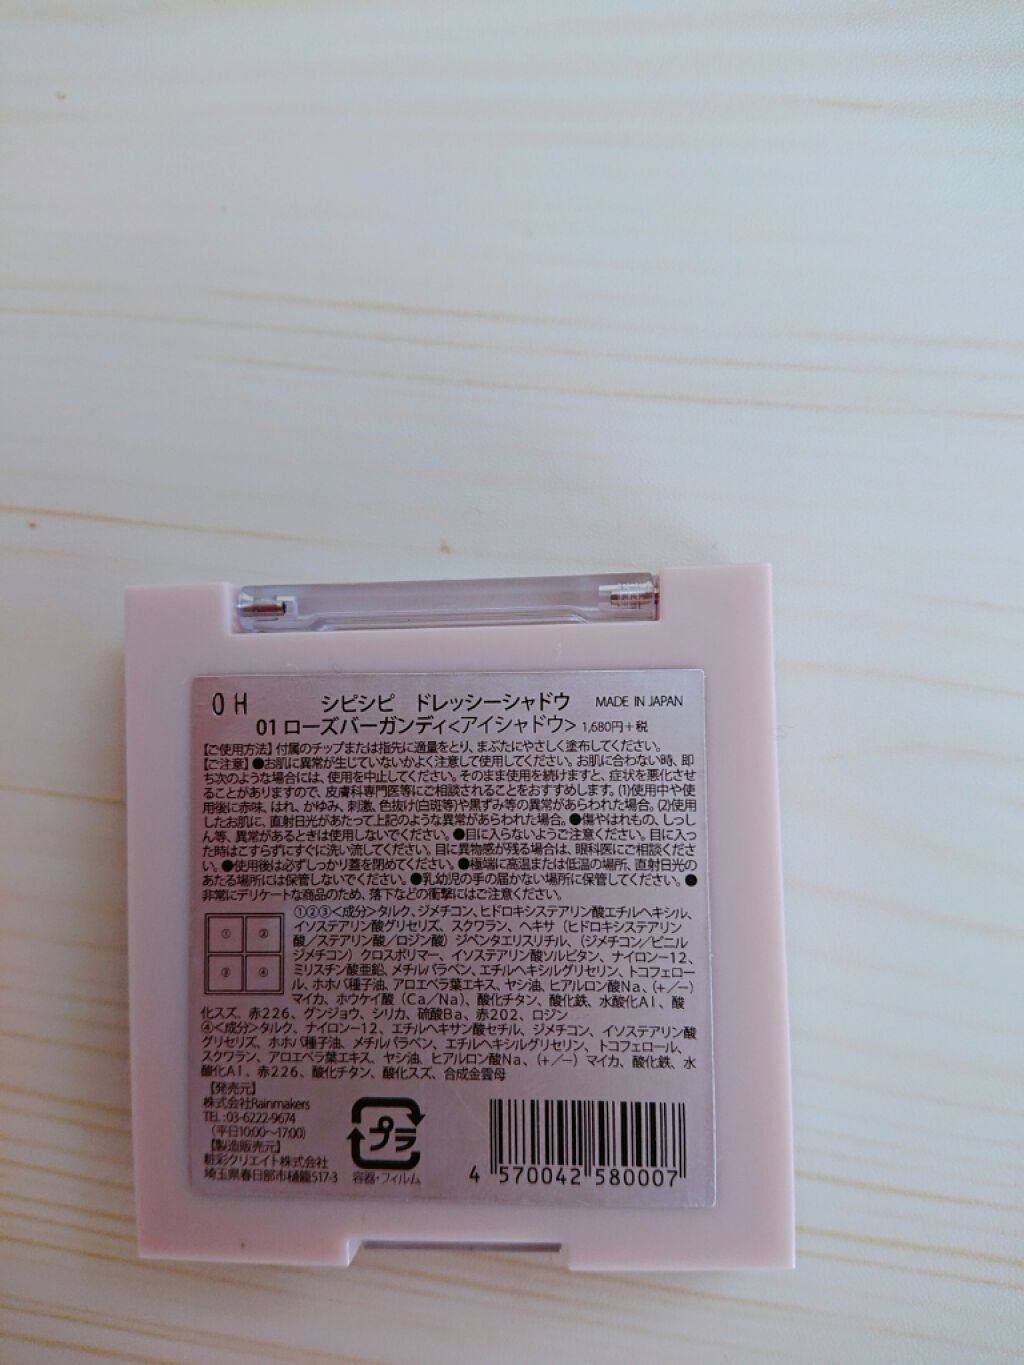 OH シピシピ ドレッシーシャドウ MADE IN JAPAN
01 ローズバーガンディ<アイシャドウ> 1,680円+税
【ご使用方法】付属のチップまたは指先に適量をとり、まぶたにやさしく塗布してください。
【ご注意】●お肌に異常が生じていないかよく注意して使用してください。お肌に合わない時、即
ち次のような場合には、使用を中止してください。そのまま使用を続けますと、症状を悪化させ
ることがありますので、皮膚科専門医等にご相談されることをおすすめします。(1)使用中や使
用後に赤味、はれ、かゆみ、刺激、色抜け(白斑等)や黒ずみ等の異常があらわれた場合。(2)使用
したお肌に、直射日光があたって上記のような異常があらわれた場合。●傷やはれもの、しっし
ん等、異常があるときは使用しないでください。●目に入らないようご注意ください。目に入っ
た時はこすらずにすぐに洗い流してください。目に異物感が残る場合は、眼科医にご相談くださ
い。●使用後は必ずしっかり蓋を閉めてください。●極端に高温または低温の場所、直射日光の
あたる場所には保管しないでください。●乳幼児の手の届かない場所に保管してください。●
非常にデリケートな商品のため、落下などの衝撃にはご注意ください。
① ②
③ ④
①②③<成分>タルク、ジメチコン、ヒドロキシステアリン酸エチルヘキシル、
イソステアリン酸グリセリズ、スクワラン、ヘキサ(ヒドロキシステアリン
酸/ステアリン酸/ロジン酸)ジペンタエリスリチル、(ジメチコン/ビニル
ジメチコン)クロスポリマー、イソステアリン酸ソルビタン、ナイロン-12、
ミリスチン酸亜鉛、メチルパラベン、エチルヘキシルグリセリン、トコフェロー
ル、ホホバ種子油、アロエベラ葉エキス、ヤシ油、ヒアルロン酸Na、(+/-)
マイカ、ホウケイ酸(Ca/Na)、酸化チタン、酸化鉄、水酸化Al、酸
化スズ、赤226、グンジョウ、シリカ、硫酸Ba、赤202、ロジン
④<成分>タルク、ナイロン-12、エチルヘキサン酸セチル、ジメチコン、イソステアリン酸
グリセリズ、ホホバ種子油、メチルパラベン、エチルヘキシルグリセリン、トコフェロール、
スクワラン、アロエベラ葉エキス、ヤシ油、ヒアルロン酸Na、(+/-)マイカ、酸化鉄、水
酸化Al、赤226、酸化チタン、酸化スズ、合成金雲母
【発売元】
株式会社Rainmakers
TEL:03-6222-9674
(平日10:00~17:00)
【製造販売元】
粧彩クリエイト株式会社
埼玉県春日部市樋籠517-3
プラ
容器・フィルム
4 570042 580007